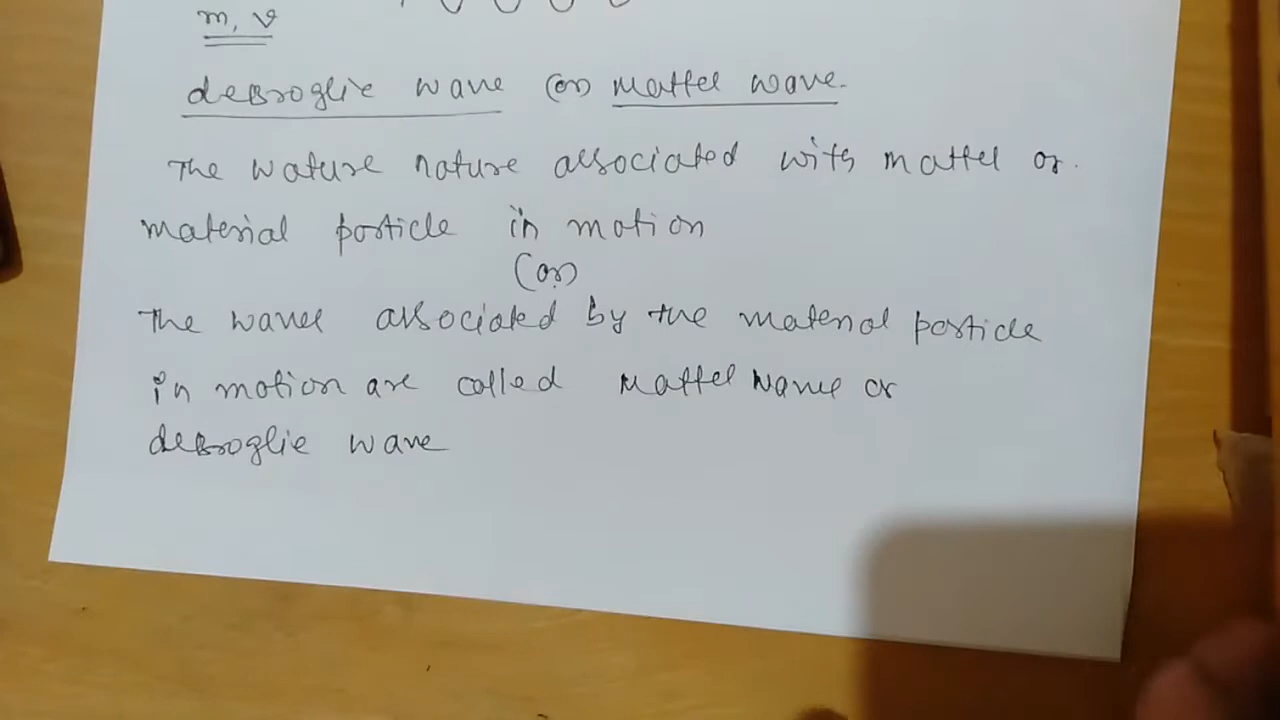 m, v
deBroglie wave (or) Matter wave.
The wature nature associated with matter or
material particle in motion
(or)
The waves associated by the material particle
in motion are called Matter Wave or
deBroglie wave